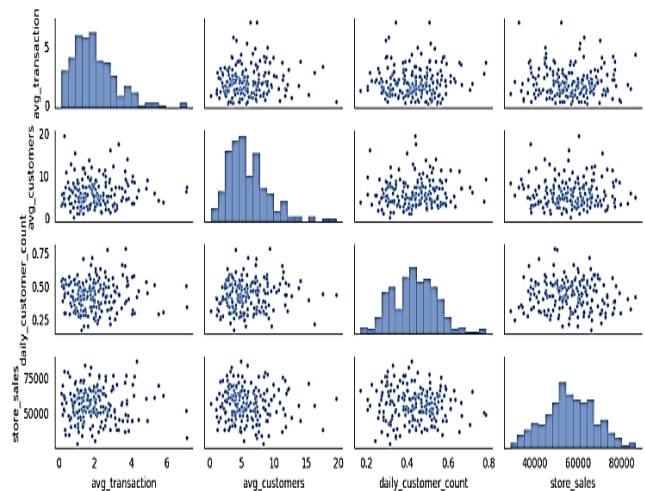 avg_transaction
5
0
avg_customers
20
10
0
daily_customer_count
0.75
0.50
0.25
store_sales
75000
50000
0 2 4 6 0 5 10 15 20 0.2 0.4 0.6 0.8 40000 60000 80000
avg_transaction avg_customers daily_customer_count store_sales